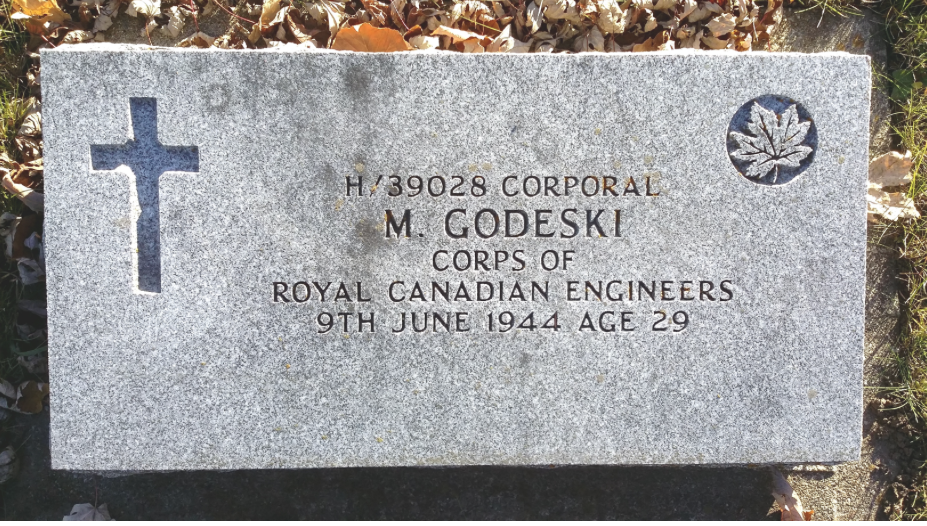 H/39028 CORPORAL
M. GODESKI
CORPS OF
ROYAL CANADIAN ENGINEERS
9TH JUNE 1944 AGE 29